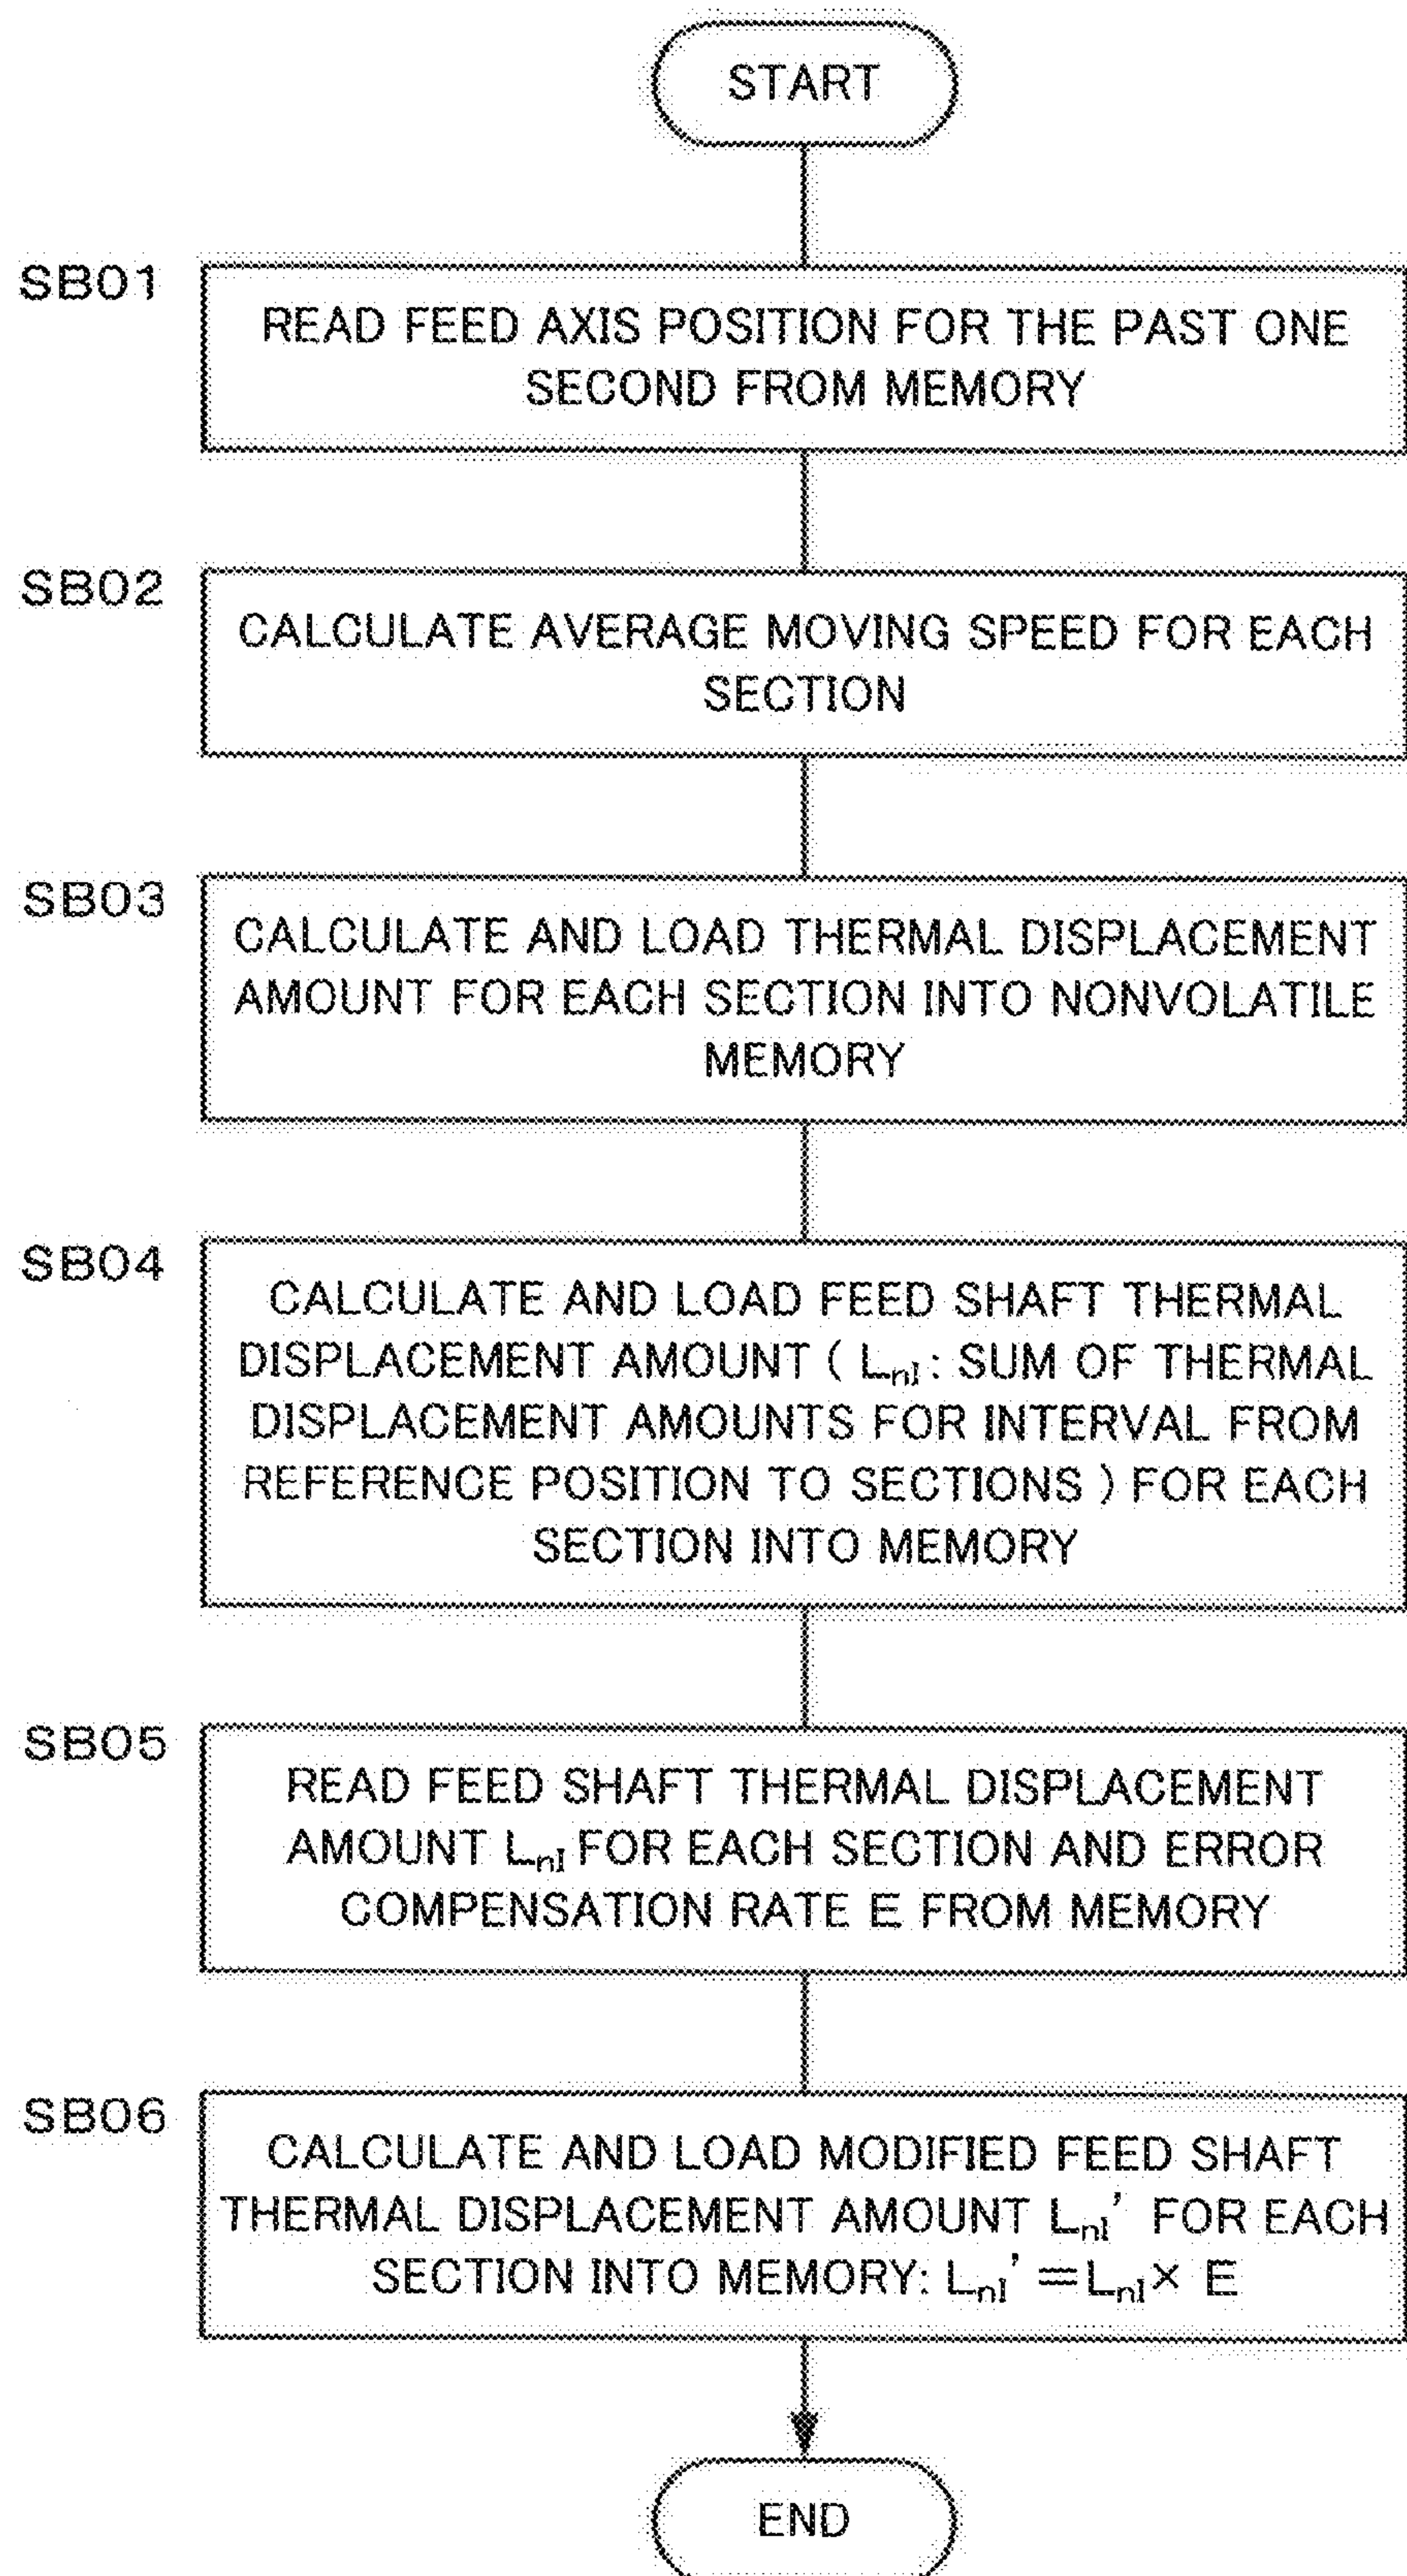 START
SB01
READ FEED AXIS POSITION FOR THE PAST ONE
SECOND FROM MEMORY
SB02
CALCULATE AVERAGE MOVING SPEED FOR EACH
SECTION
SB03
CALCULATE AND LOAD THERMAL DISPLACEMENT
AMOUNT FOR EACH SECTION INTO NONVOLATILE
MEMORY
SB04
CALCULATE AND LOAD FEED SHAFT THERMAL
DISPLACEMENT AMOUNT ( LnI : SUM OF THERMAL
DISPLACEMENT AMOUNTS FOR INTERVAL FROM
REFERENCE POSITION TO SECTIONS ) FOR EACH
SECTION INTO MEMORY
SB05
READ FEED SHAFT THERMAL DISPLACEMENT
AMOUNT LnI FOR EACH SECTION AND ERROR
COMPENSATION RATE E FROM MEMORY
SB06
CALCULATE AND LOAD MODIFIED FEED SHAFT
THERMAL DISPLACEMENT AMOUNT LnI' FOR EACH
SECTION INTO MEMORY: LnI' =LnI× E
END